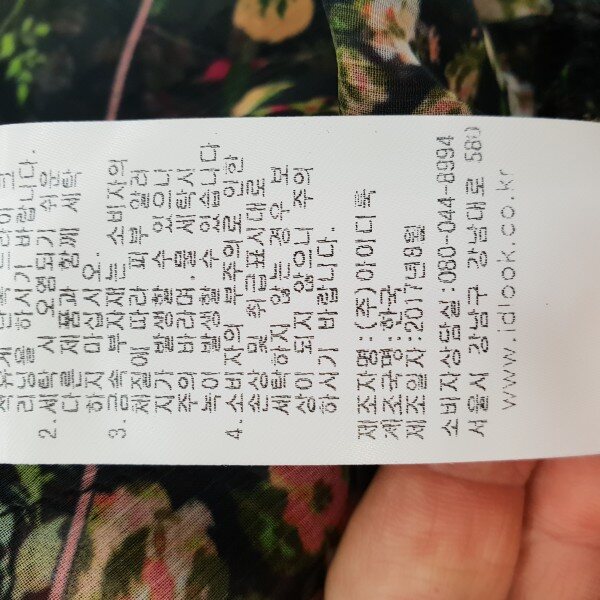 리닝을 하시기 바랍니다.
2. 세탁 시 오염되기 쉬운
다른 제품과 함께 세탁
하지 마십시오.
3. 금속 부자재는 소비자의
체질에 따라 피부 알러
지가 발생할 수 있으니
주의 바라며, 물 세탁시
녹이 발생할 수 있습니다
4. 소비자의 부주의로 인한
손상 및 취급표시대로
세탁하지 않는 경우 보
상이 되지 않으니 주의
하시기 바랍니다.
제조자명:(주)아이디룩
제조국명:한국
제조일자:2017년8월
소비자상담실:080-044-8994
서울시 강남구 강남대로 580
www.idlook.co.kr